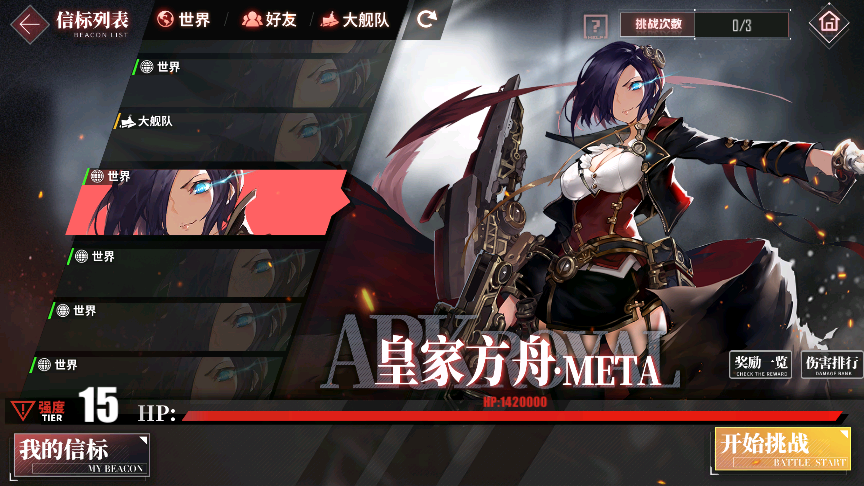 信标列表
BEACON LIST
世界
好友
大舰队
?
HELP
挑战次数
0/3
世界
大舰队
世界
世界
世界
世界
ARK ROYAL
皇家方舟·META
奖励一览
CHECK THE REWARD
伤害排行
DAMAGE RANK
强度
TIER
15
HP:
HP:1420000
我的信标
MY BEACON
开始挑战
BATTLE START